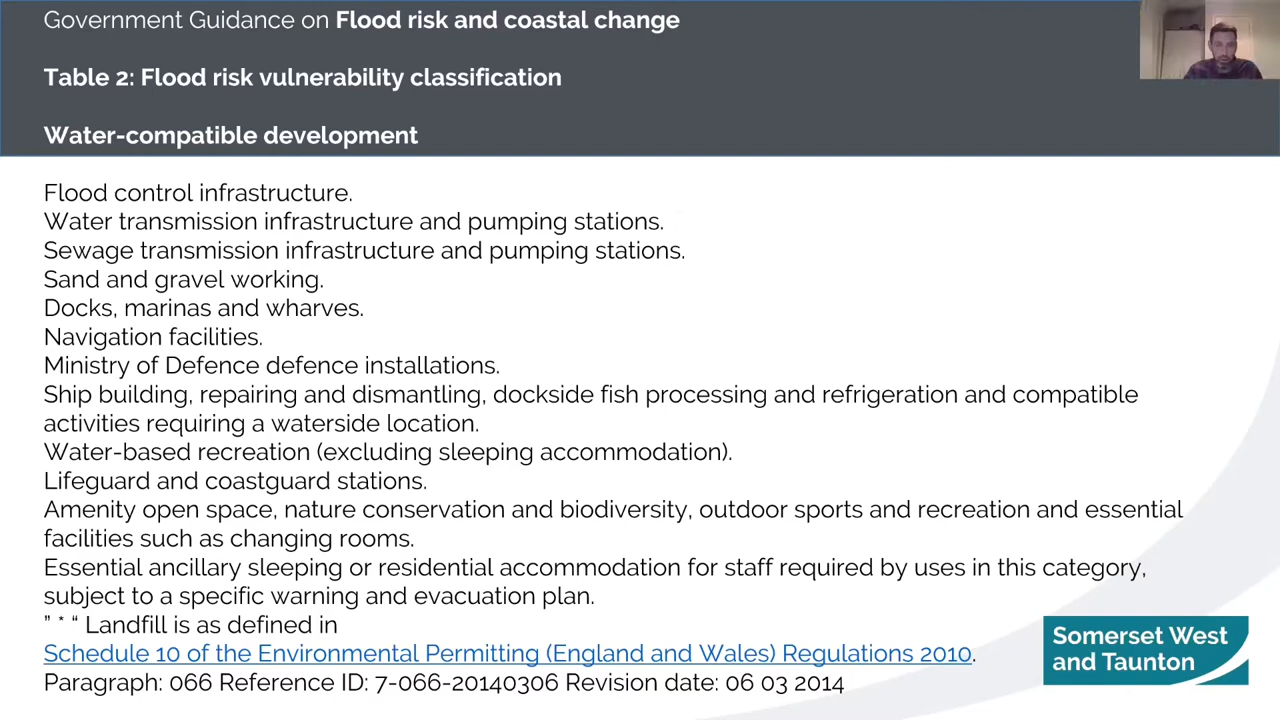 Government Guidance on Flood risk and coastal change
Table 2: Flood risk vulnerability classification
Water-compatible development
Flood control infrastructure.
Water transmission infrastructure and pumping stations.
Sewage transmission infrastructure and pumping stations.
Sand and gravel working.
Docks, marinas and wharves.
Navigation facilities.
Ministry of Defence defence installations.
Ship building, repairing and dismantling, dockside fish processing and refrigeration and compatible
activities requiring a waterside location.
Water-based recreation (excluding sleeping accommodation).
Lifeguard and coastguard stations.
Amenity open space, nature conservation and biodiversity, outdoor sports and recreation and essential
facilities such as changing rooms.
Essential ancillary sleeping or residential accommodation for staff required by uses in this category,
subject to a specific warning and evacuation plan.
” * “ Landfill is as defined in
Schedule 10 of the Environmental Permitting (England and Wales) Regulations 2010.
Paragraph: 066 Reference ID: 7-066-20140306 Revision date: 06 03 2014
Somerset West
and Taunton